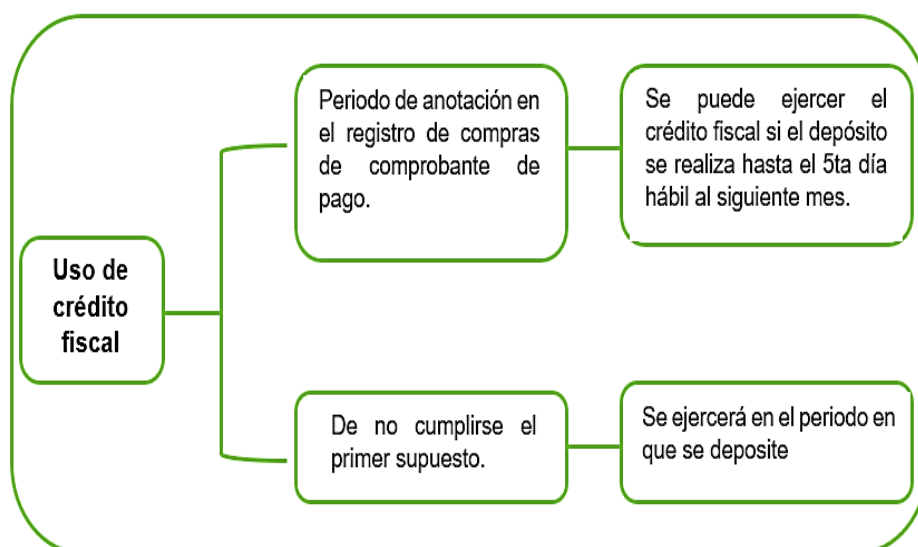 Uso de
crédito
fiscal
Periodo de anotación en
el registro de compras
de comprobante de
pago.
Se puede ejercer el
crédito fiscal si el depósito
se realiza hasta el 5ta día
hábil al siguiente mes.
De no cumplirse el
primer supuesto.
Se ejercerá en el periodo en
que se deposite